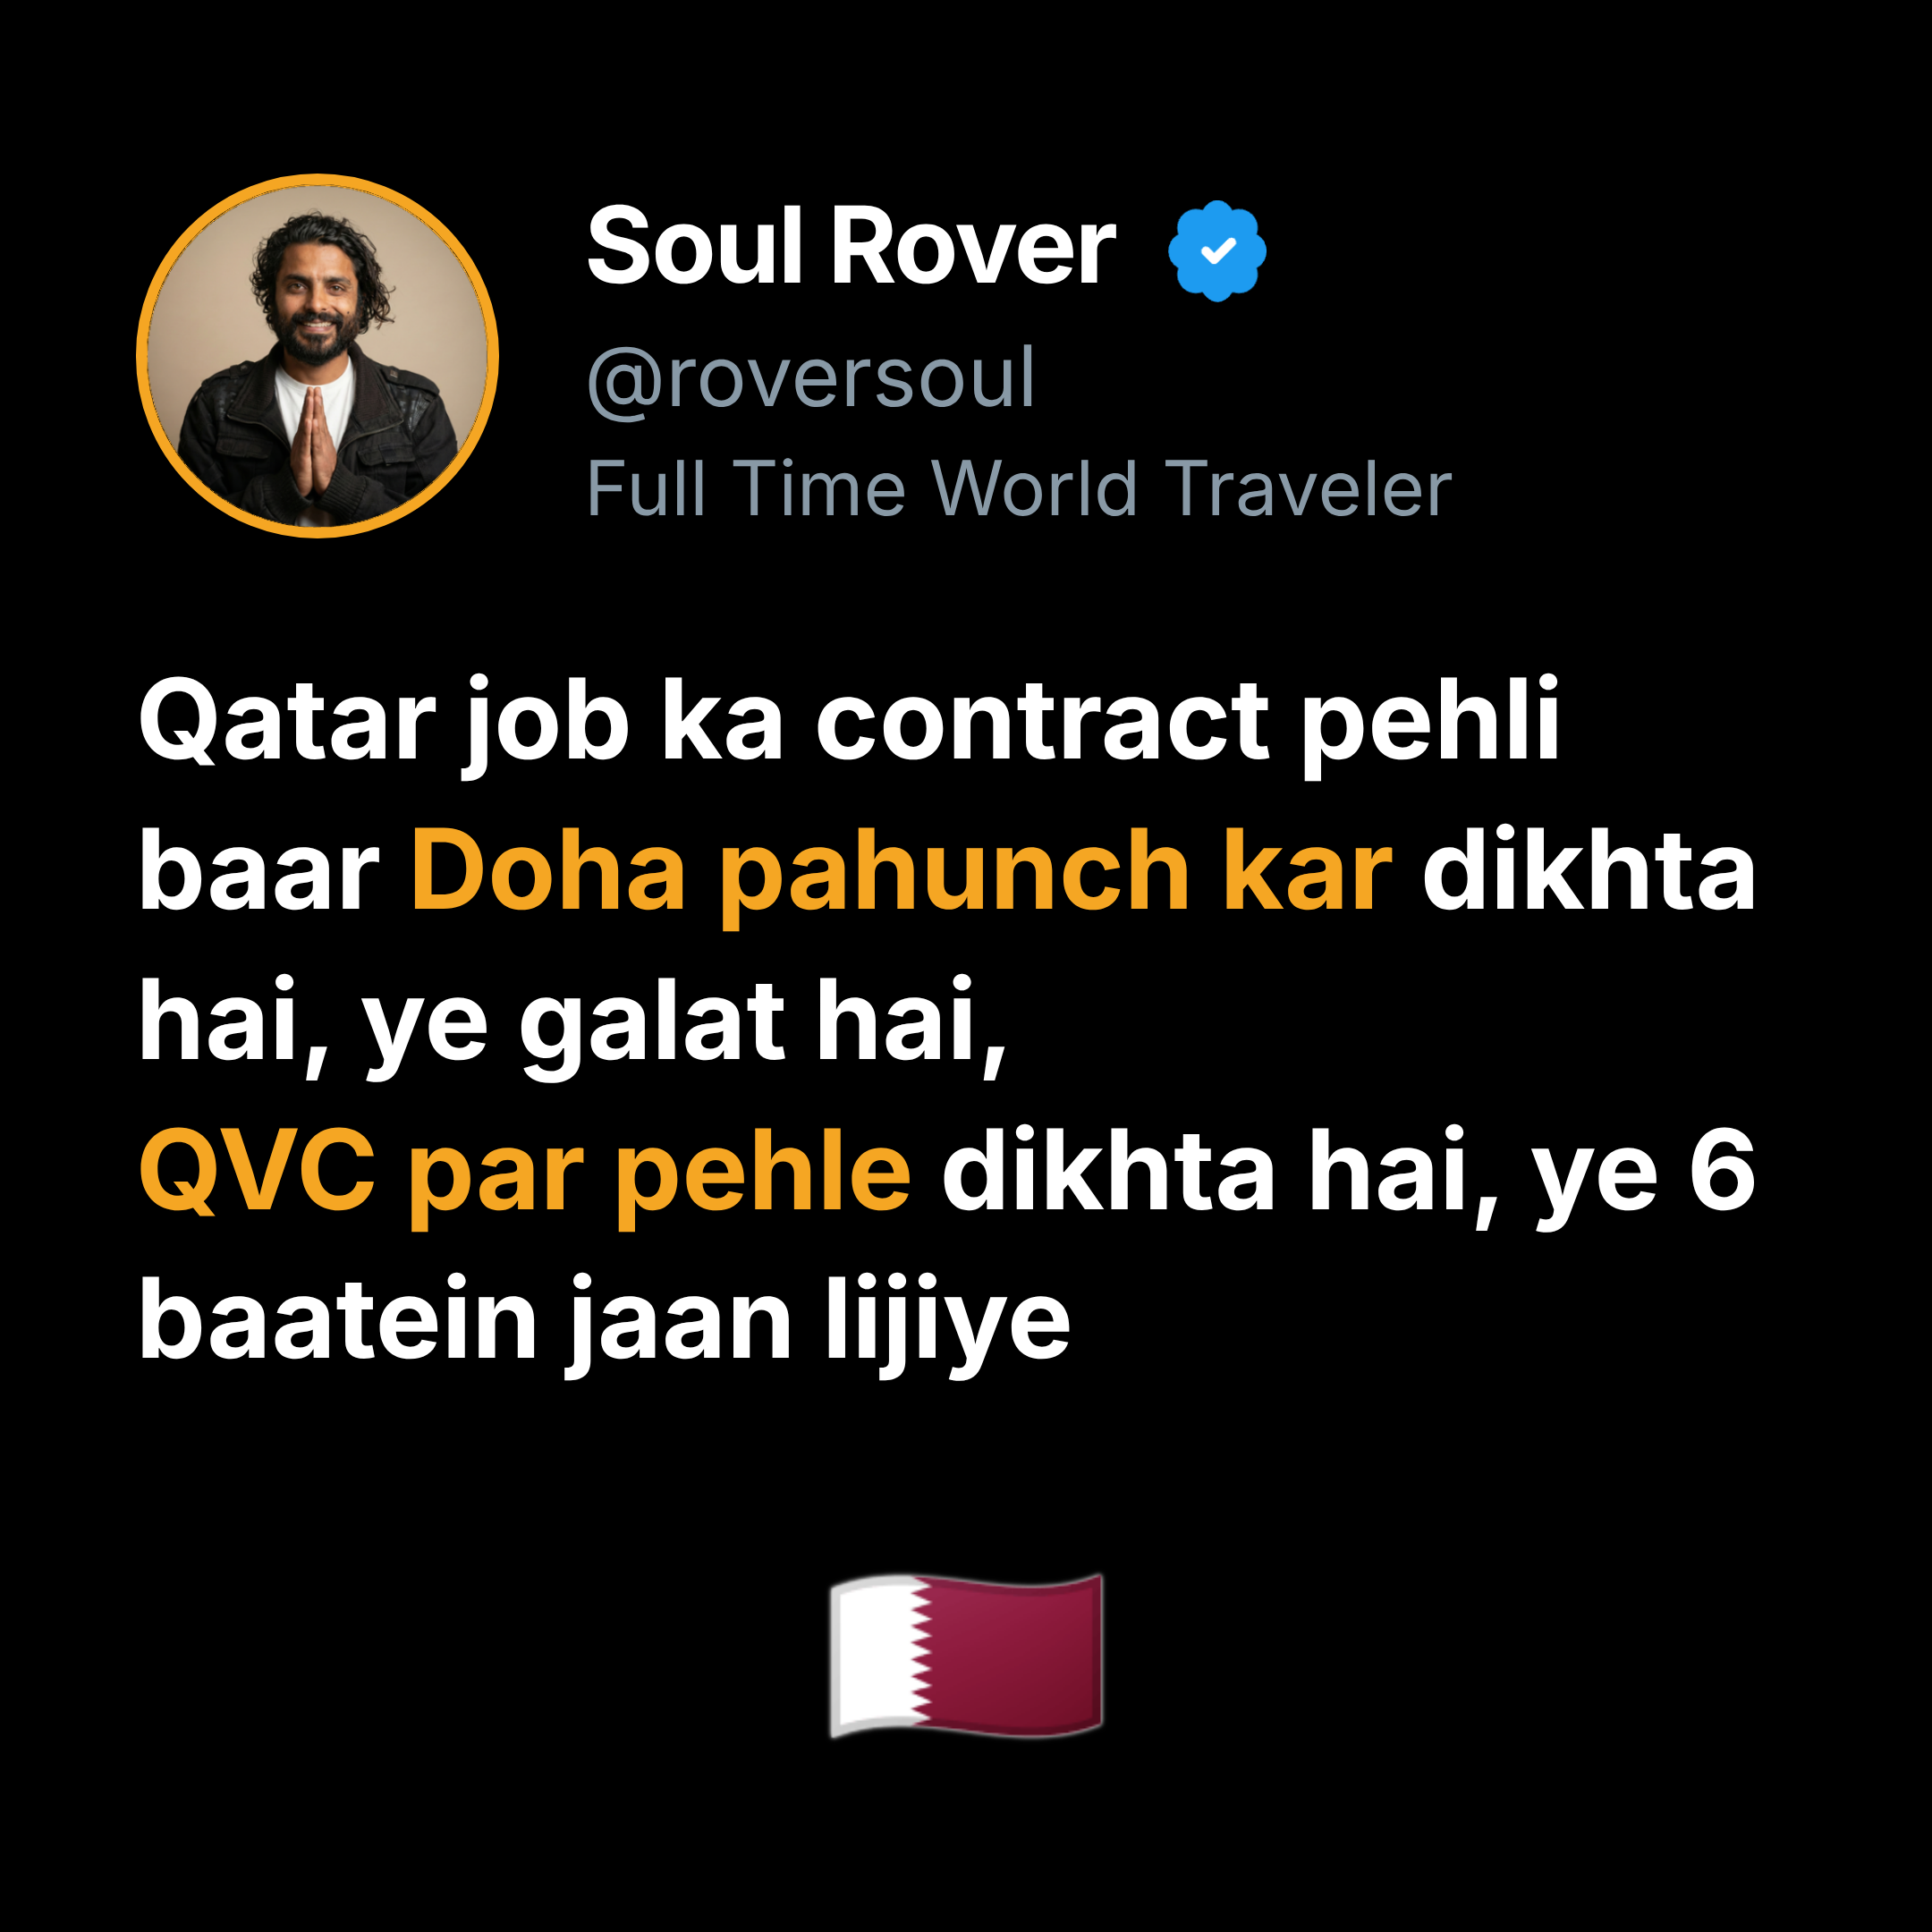 Soul Rover
@roversoul
Full Time World Traveler
Qatar job ka contract pehli
baar Doha pahunch kar dikhta
hai, ye galat hai,
QVC par pehle dikhta hai, ye 6
baatein jaan lijiye